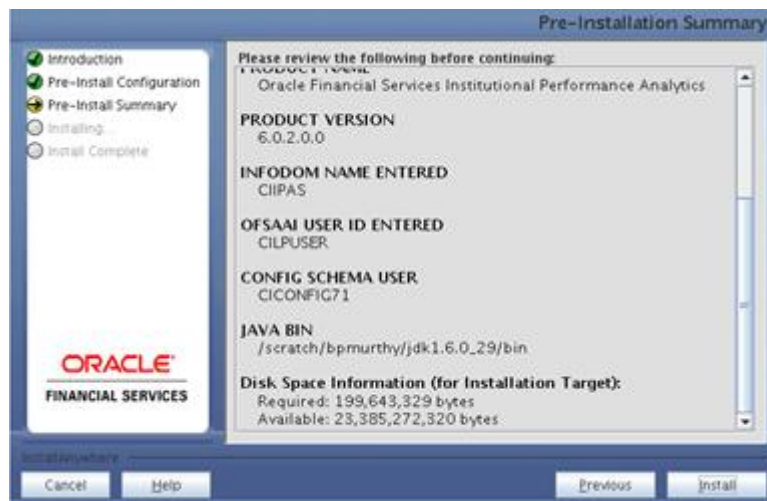 Pre-Installation Summary
Introduction
Pre-Install Configuration
Pre-Install Summary
Installing...
Install Complete
ORACLE
FINANCIAL SERVICES
Please review the following before continuing:
PRODUCT NAME
Oracle Financial Services Institutional Performance Analytics
PRODUCT VERSION
6.0.2.0.0
INFODOM NAME ENTERED
CIIPAS
OFSAAI USER ID ENTERED
CILPUSER
CONFIG SCHEMA USER
CICONFIG71
JAVA BIN
/scratch/bpmurthy/jdk1.6.0_29/bin
Disk Space Information (for Installation Target):
Required: 199,643,329 bytes
Available: 23,385,272,320 bytes
InstallAnywhere
Cancel Help Previous Install